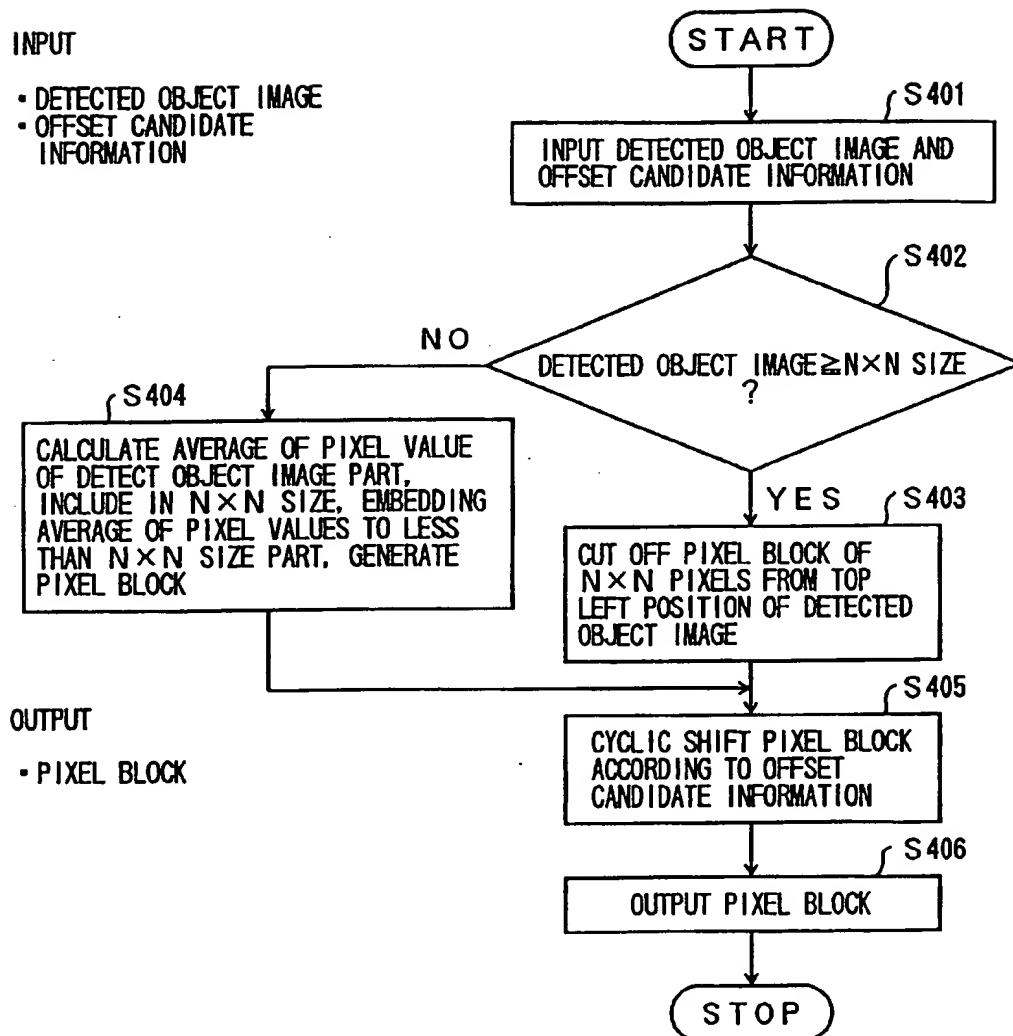 INPUT
• DETECTED OBJECT IMAGE
• OFFSET CANDIDATE
INFORMATION
START
S401
INPUT DETECTED OBJECT IMAGE AND
OFFSET CANDIDATE INFORMATION
S402
DETECTED OBJECT IMAGE≧N×N SIZE
?
NO
YES
S404
CALCULATE AVERAGE OF PIXEL VALUE
OF DETECT OBJECT IMAGE PART,
INCLUDE IN N×N SIZE, EMBEDDING
AVERAGE OF PIXEL VALUES TO LESS
THAN N×N SIZE PART, GENERATE
PIXEL BLOCK
S403
CUT OFF PIXEL BLOCK OF
N×N PIXELS FROM TOP
LEFT POSITION OF DETECTED
OBJECT IMAGE
OUTPUT
• PIXEL BLOCK
S405
CYCLIC SHIFT PIXEL BLOCK
ACCORDING TO OFFSET
CANDIDATE INFORMATION
S406
OUTPUT PIXEL BLOCK
STOP